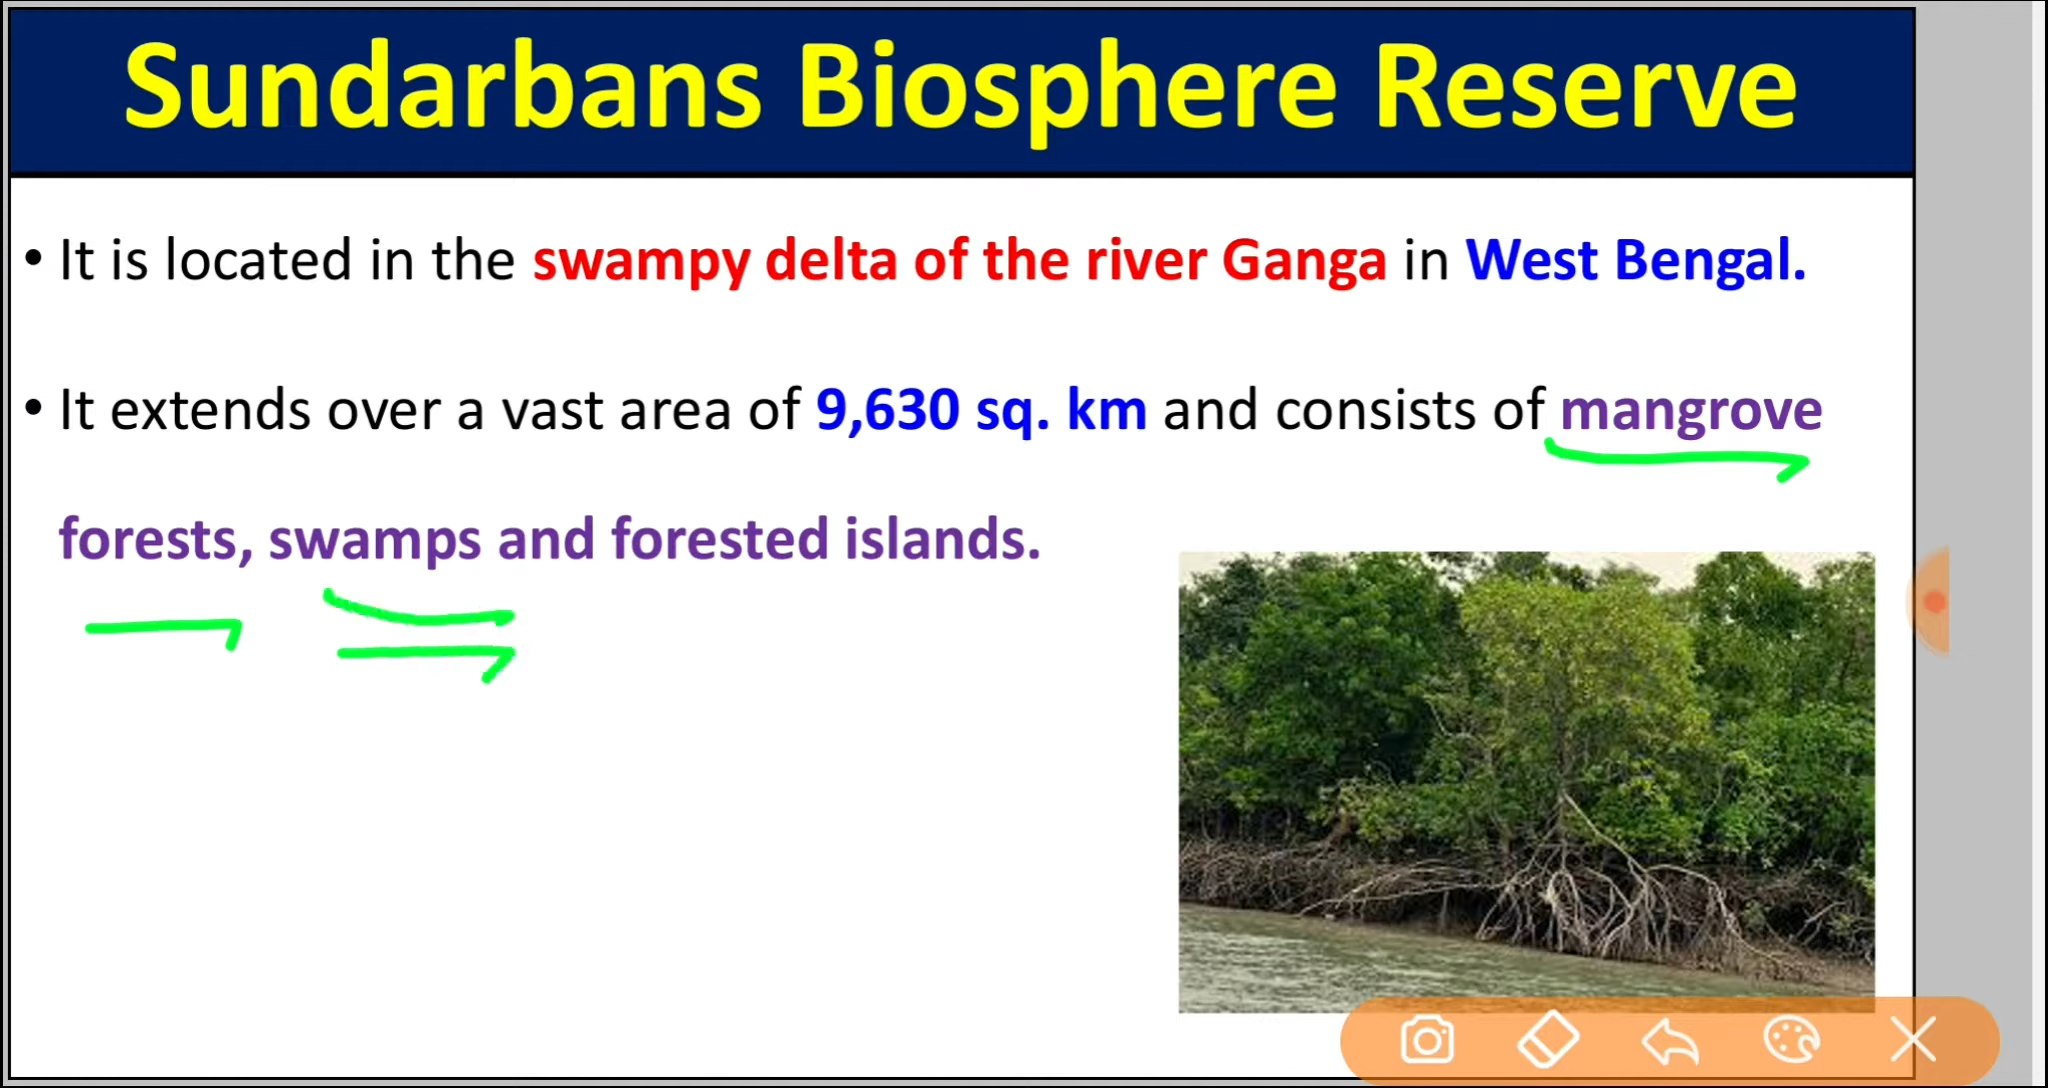 Sundarbans Biosphere Reserve
• It is located in the swampy delta of the river Ganga in West Bengal.
• It extends over a vast area of 9,630 sq. km and consists of mangrove
forests, swamps and forested islands.